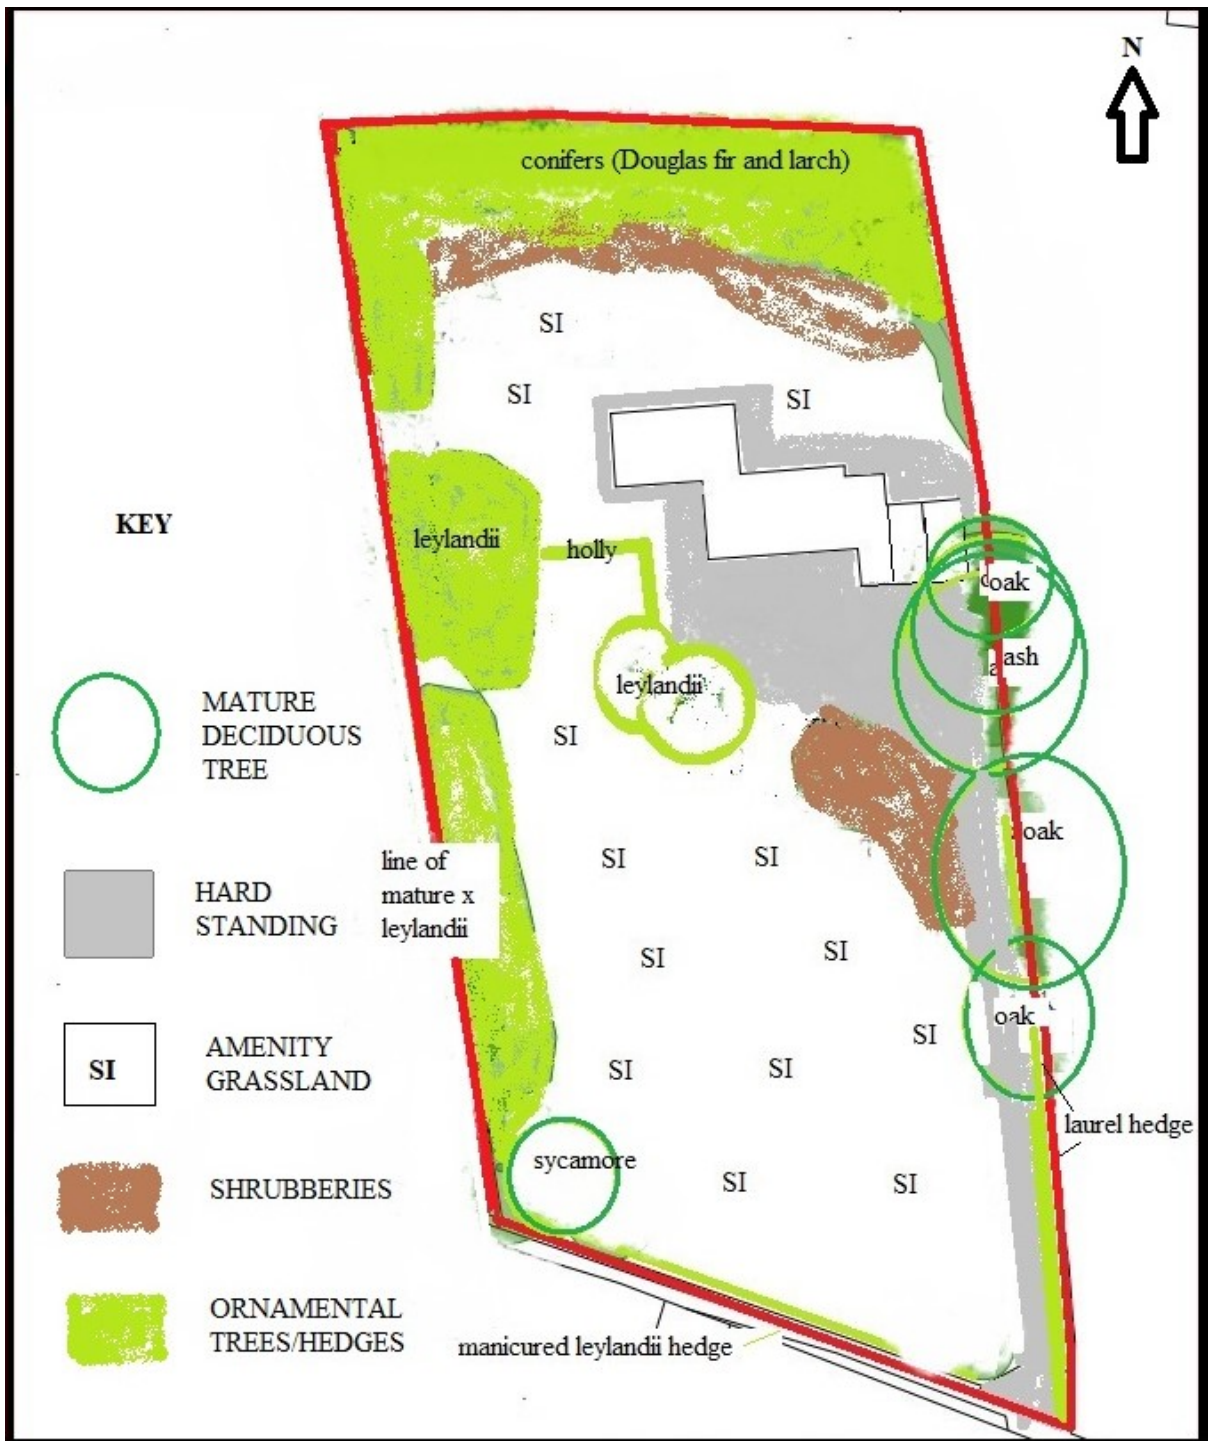 N
conifers (Douglas fir and larch)
SI
SI
SI
KEY
leylandii
holly
oak
ash
leylandii
MATURE
DECIDUOUS
TREE
SI
oak
line of
mature x
leylandii
SI
SI
HARD
STANDING
SI
SI
oak
SI
AMENITY
GRASSLAND
SI
SI
SI
laurel hedge
sycamore
SI
SI
SHRUBBERIES
ORNAMENTAL
TREES/HEDGES
manicured leylandii hedge